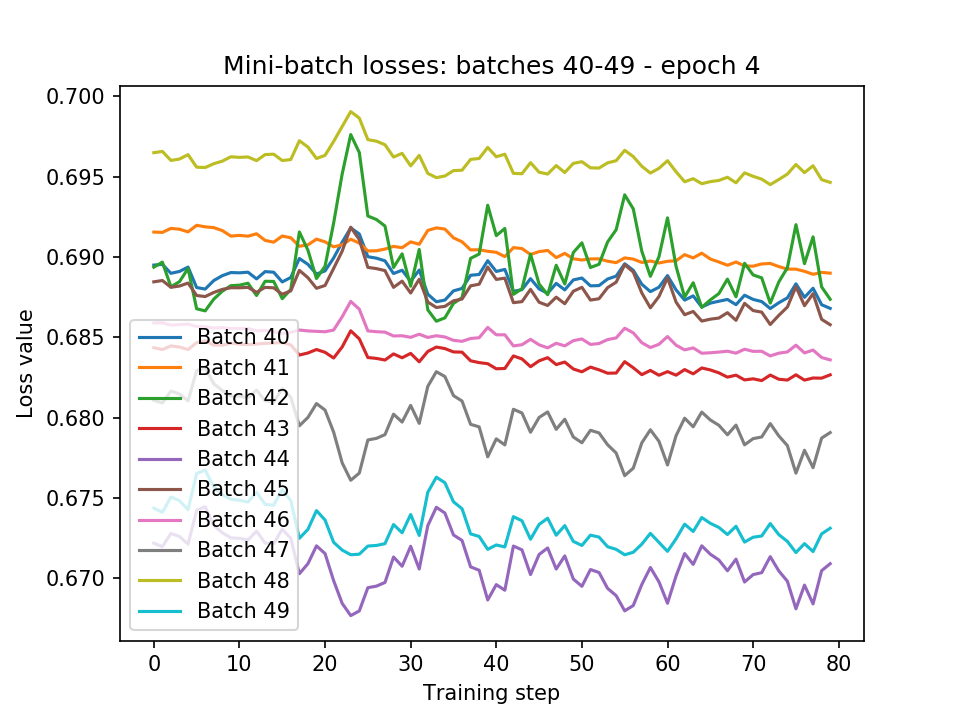 Mini-batch losses: batches 40-49 - epoch 4
0.700
0.695
0.690
0.685
0.680
0.675
0.670
Loss value
Batch 40
Batch 41
Batch 42
Batch 43
Batch 44
Batch 45
Batch 46
Batch 47
Batch 48
Batch 49
0 10 20 30 40 50 60 70 80
Training step